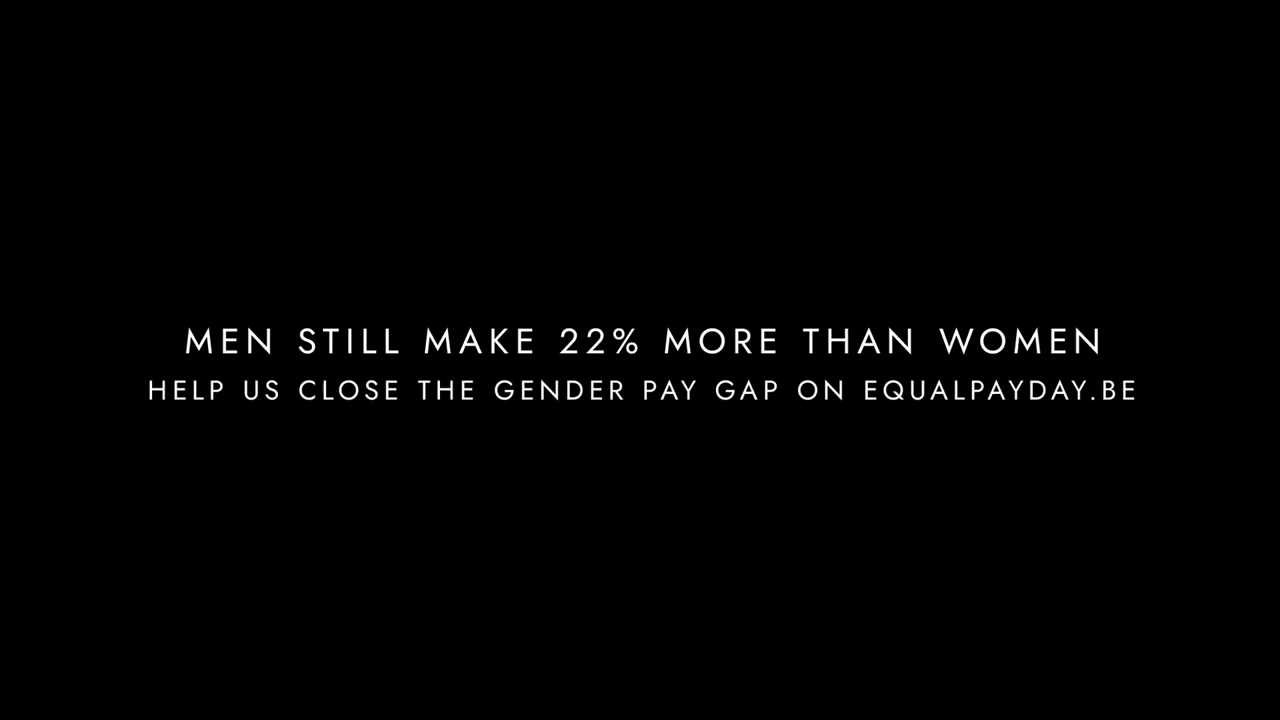 MEN STILL MAKE 22% MORE THAN WOMEN
HELP US CLOSE THE GENDER PAY GAP ON EQUALPAYDAY.BE